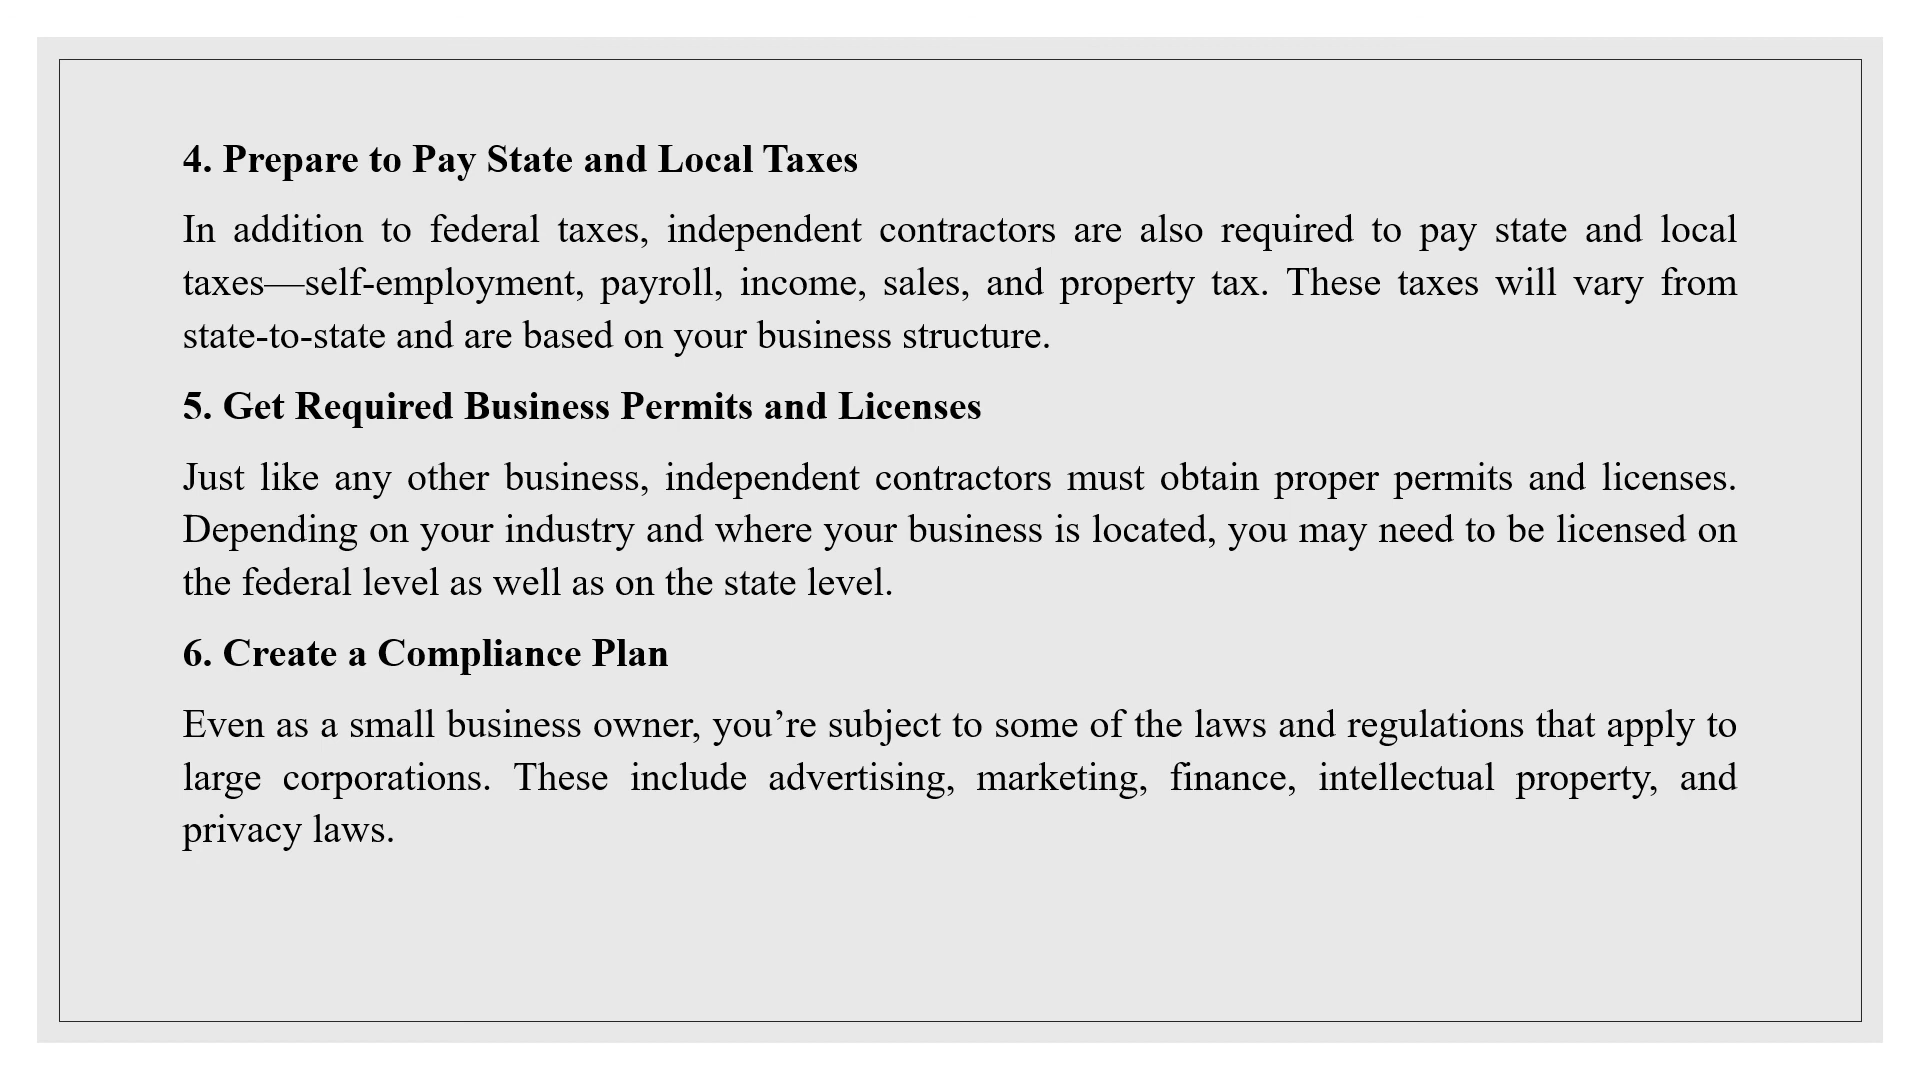 4. Prepare to Pay State and Local Taxes
In addition to federal taxes, independent contractors are also required to pay state and local
taxes—self-employment, payroll, income, sales, and property tax. These taxes will vary from
state-to-state and are based on your business structure.
5. Get Required Business Permits and Licenses
Just like any other business, independent contractors must obtain proper permits and licenses.
Depending on your industry and where your business is located, you may need to be licensed on
the federal level as well as on the state level.
6. Create a Compliance Plan
Even as a small business owner, you’re subject to some of the laws and regulations that apply to
large corporations. These include advertising, marketing, finance, intellectual property, and
privacy laws.